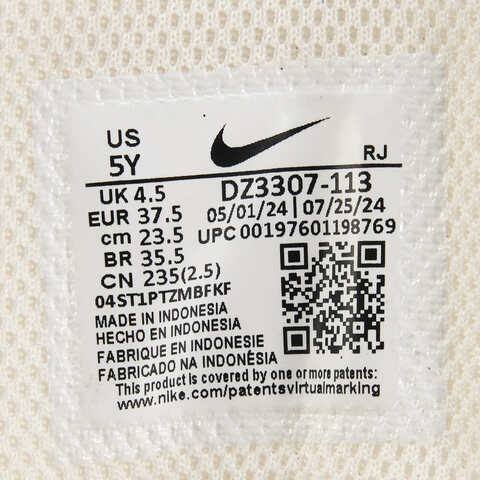 US
5Y
RJ
UK 4.5
EUR 37.5
cm 23.5
BR 35.5
CN 235(2.5)
DZ3307-113
05/01/24 | 07/25/24
UPC 00197601198769
04ST1PTZMBFKF
MADE IN INDONESIA
HECHO EN INDONESIA
FABRIQUE EN INDONESIE
FABRICADO NA INDONÉSIA
This product is covered by one or more patents
www.nike.com/patentsvirtualmarking